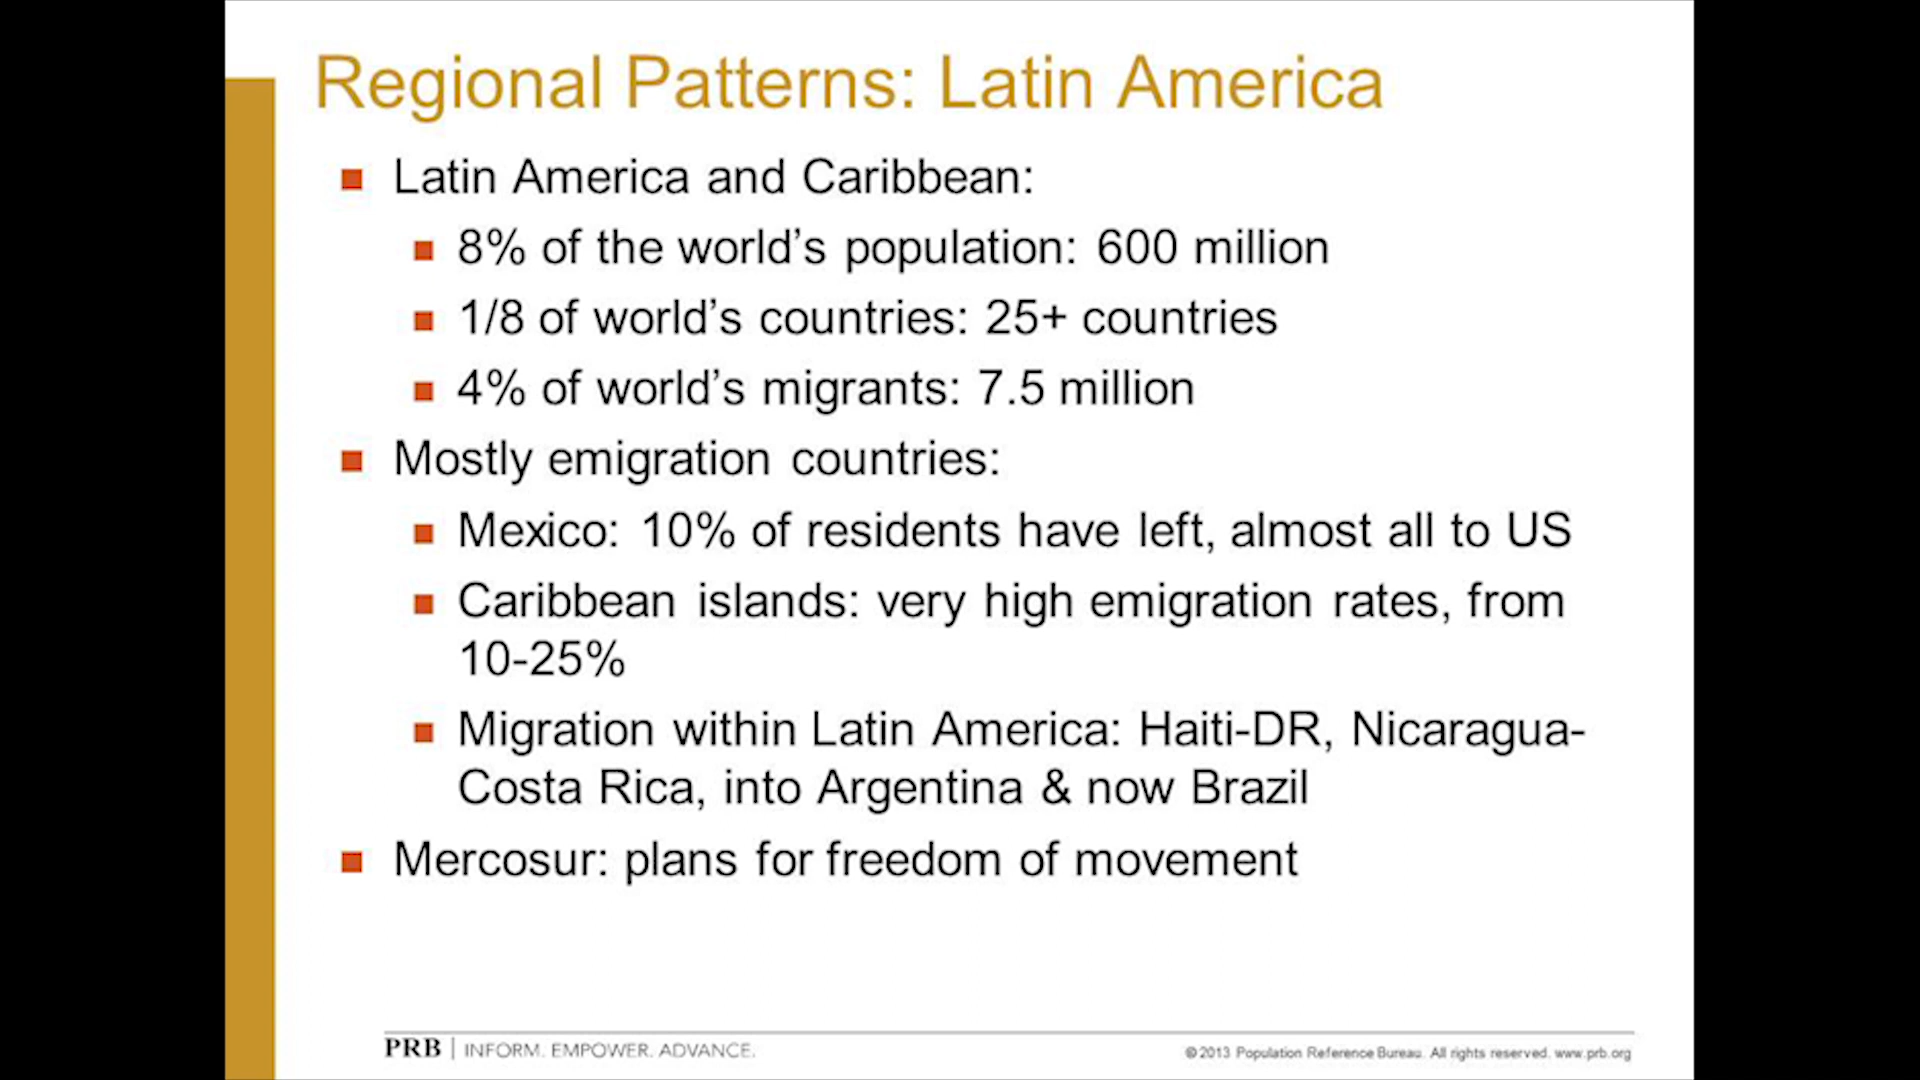 Regional Patterns: Latin America
Latin America and Caribbean:
8% of the world’s population: 600 million
1/8 of world’s countries: 25+ countries
4% of world’s migrants: 7.5 million
Mostly emigration countries:
Mexico: 10% of residents have left, almost all to US
Caribbean islands: very high emigration rates, from
10-25%
Migration within Latin America: Haiti-DR, Nicaragua-
Costa Rica, into Argentina & now Brazil
Mercosur: plans for freedom of movement
PRB | INFORM. EMPOWER. ADVANCE.
© 2013 Population Reference Bureau. All rights reserved. www.prb.org